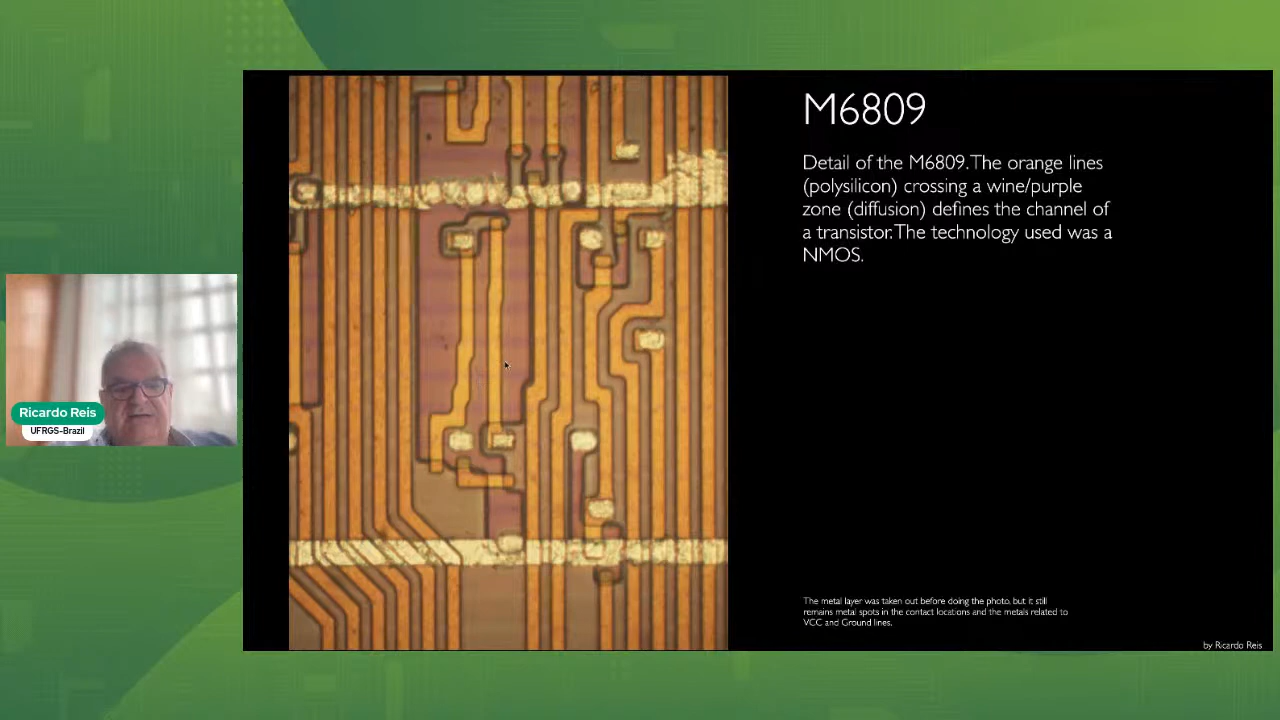 M6809
Detail of the M6809. The orange lines
(polysilicon) crossing a wine/purple
zone (diffusion) defines the channel of
a transistor. The technology used was a
NMOS.
Ricardo Reis
UFRGS-Brazil
The metal layer was taken out before doing the photo, but it still
remains metal spots in the contact locations and the metals related to
VCC and Ground lines.
by Ricardo Reis